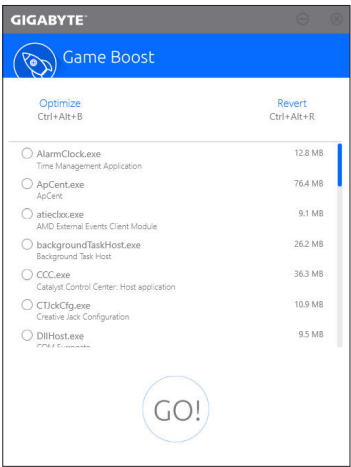 GIGABYTE™
Game Boost
Optimize Revert
Ctrl+Alt+B Ctrl+Alt+R
AlarmClock.exe 12.8 MB
Time Management Application
ApCent.exe 76.4 MB
ApCent
atieclxx.exe 9.1 MB
AMD External Events Client Module
backgroundTaskHost.exe 26.2 MB
Background Task Host
CCC.exe 36.3 MB
Catalyst Control Center: Host application
CTJckCfg.exe 10.9 MB
Creative Jack Configuration
DllHost.exe 9.5 MB
COM Surrogate
GO!